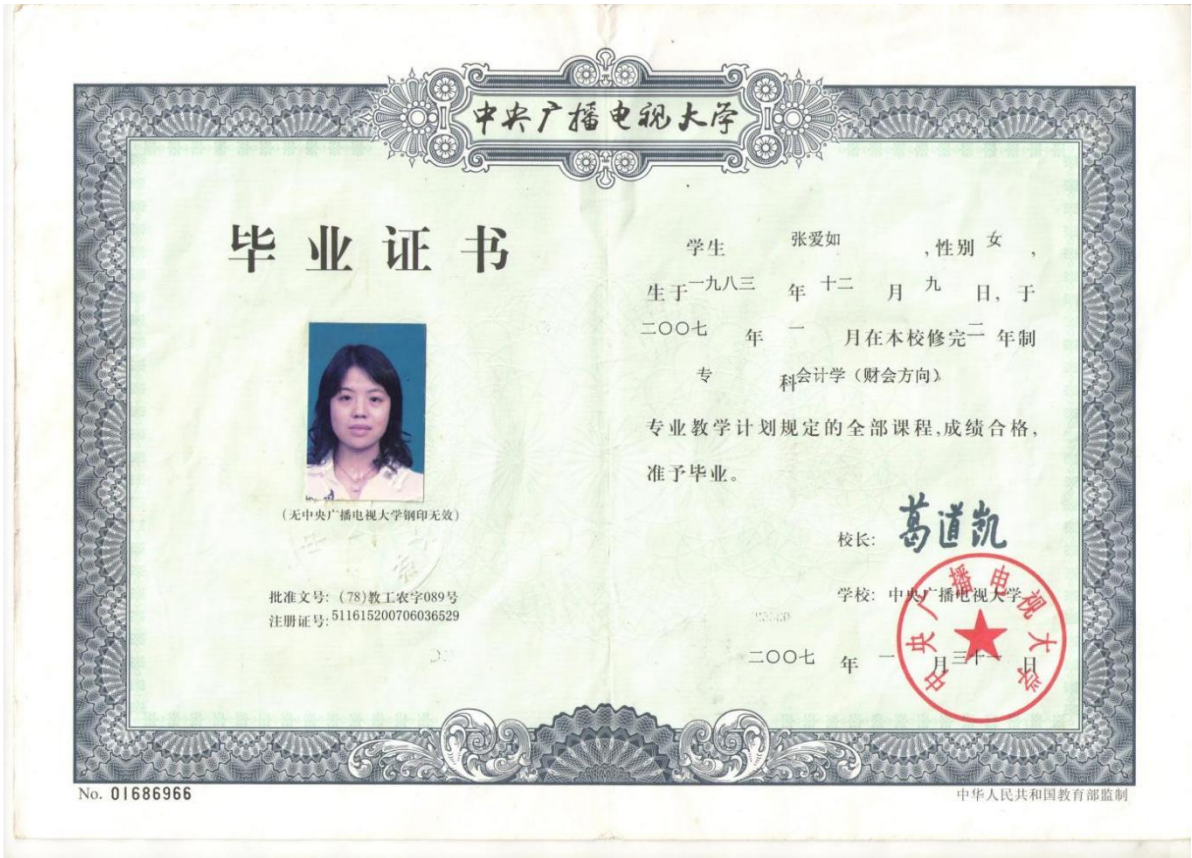 中央广播电视大学
毕业证书
(无中央广播电视大学钢印无效)
批准文号: (78)教工农字089号
注册证号: 511615200706036529
学生 张爱如 ,性别 女 ,
生于 一九八三 年 十二 月 九 日, 于
二〇〇七 年 一 月在本校修完 二 年制
专 科 会计学（财会方向）
专业教学计划规定的全部课程,成绩合格,
准予毕业。
校长: 葛道凯
学校: 中央广播电视大学
二〇〇七 年 一 月 三十一 日
中央广播电视大学
No. 01686966
中华人民共和国教育部监制